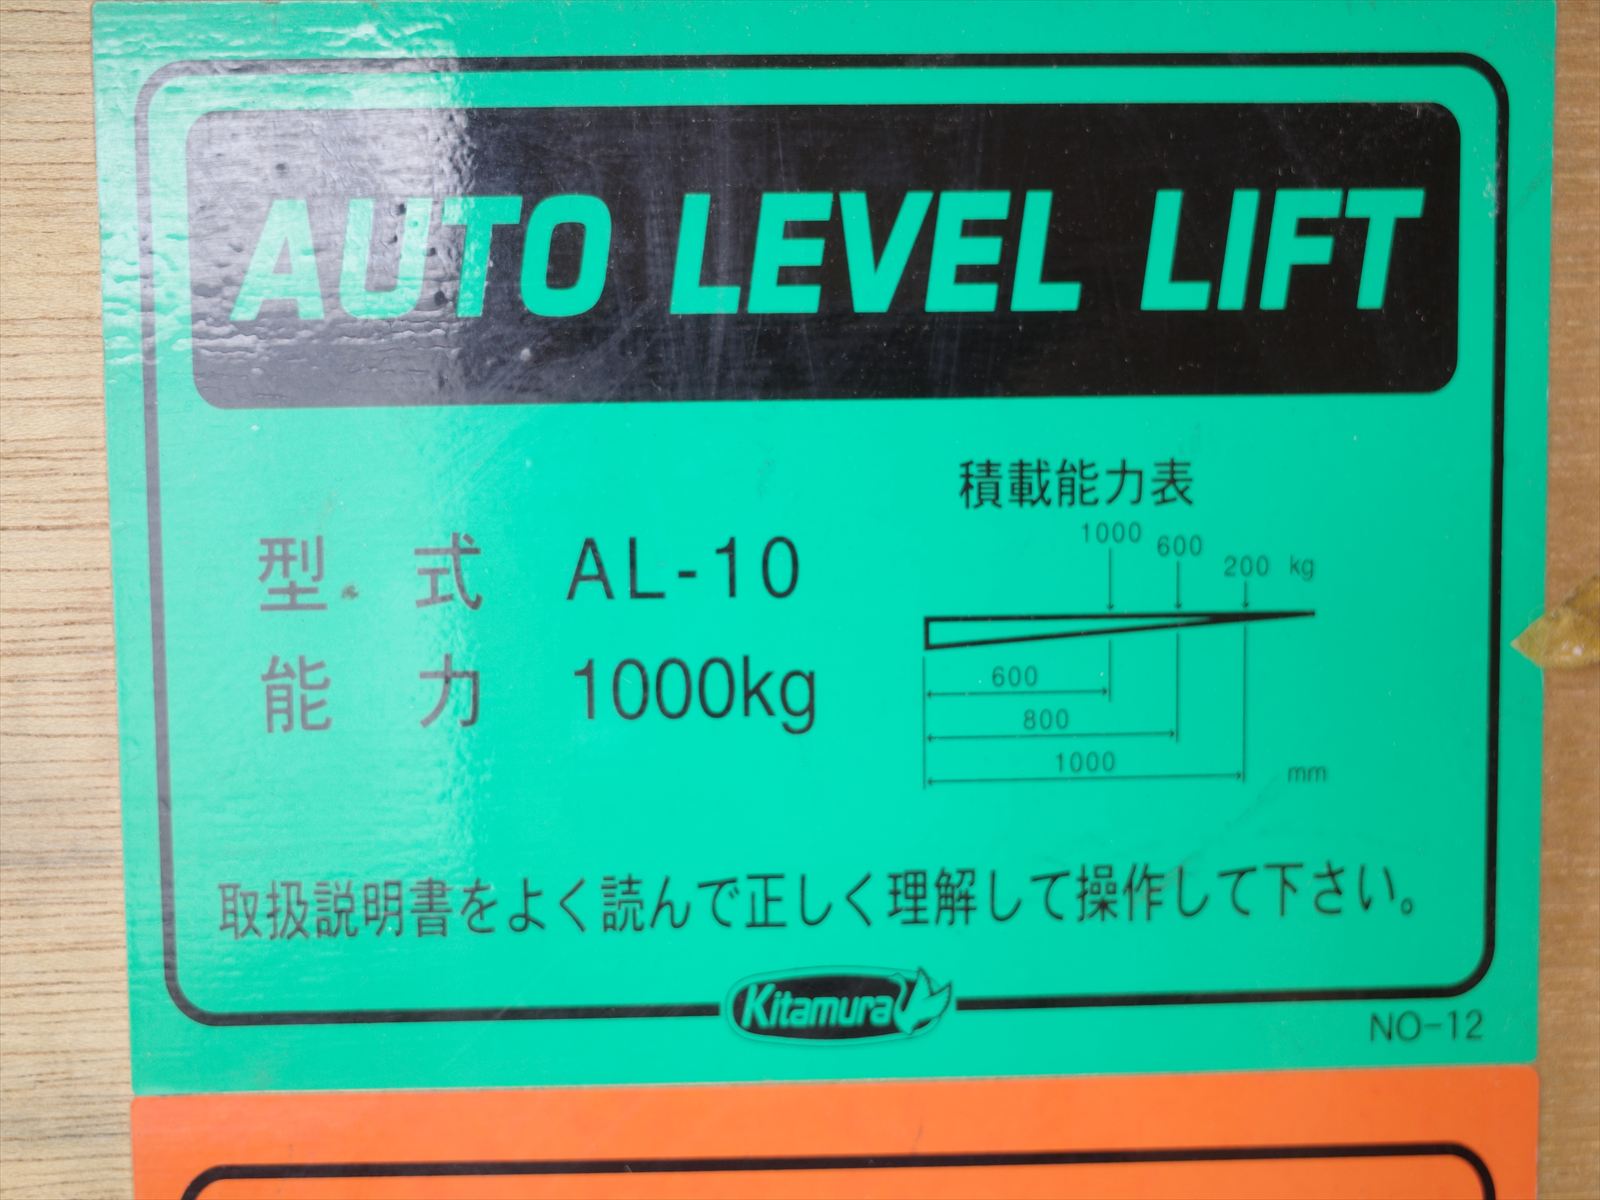 AUTO LEVEL LIFT
型 式 AL-10
能 力 1000kg
積載能力表
1000 600 200 kg
600
800
1000 mm
取扱説明書をよく読んで正しく理解して操作して下さい。
Kitamura
NO-12